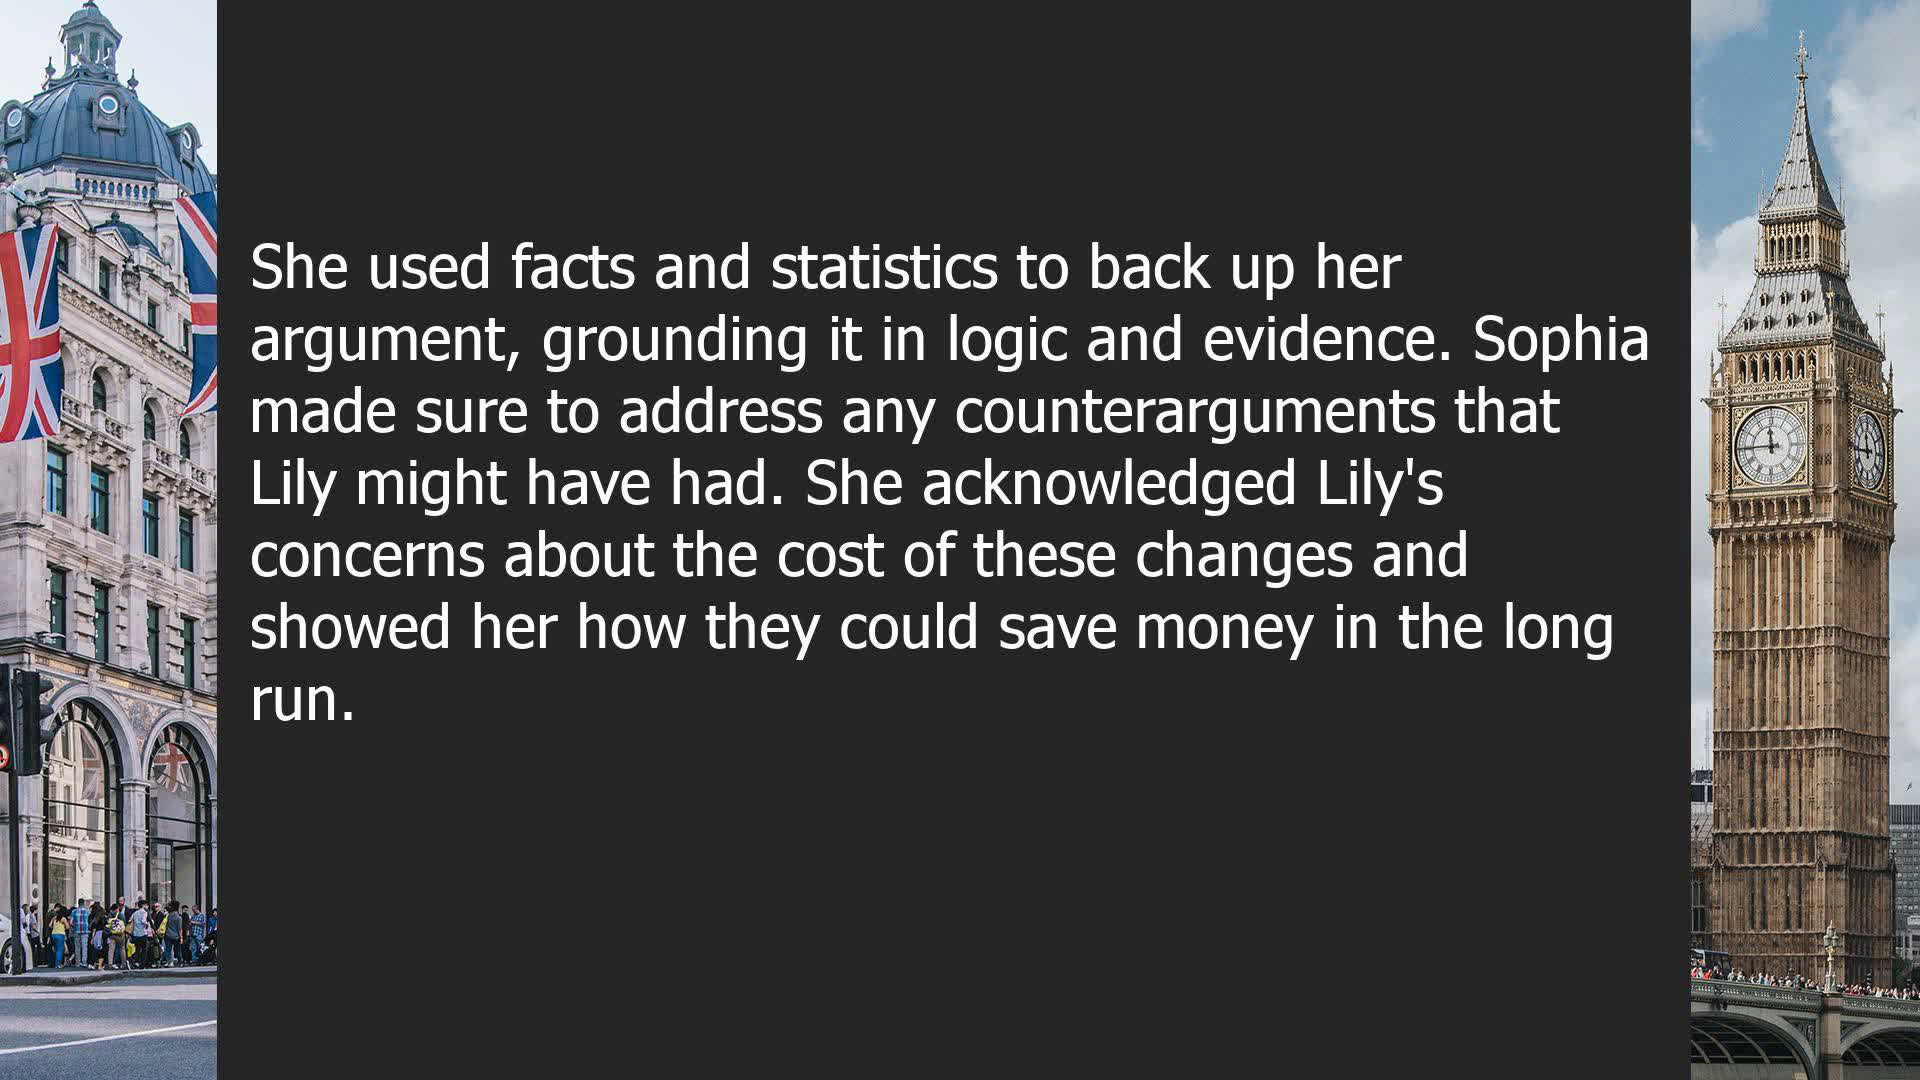 She used facts and statistics to back up her
argument, grounding it in logic and evidence. Sophia
made sure to address any counterarguments that
Lily might have had. She acknowledged Lily's
concerns about the cost of these changes and
showed her how they could save money in the long
run.